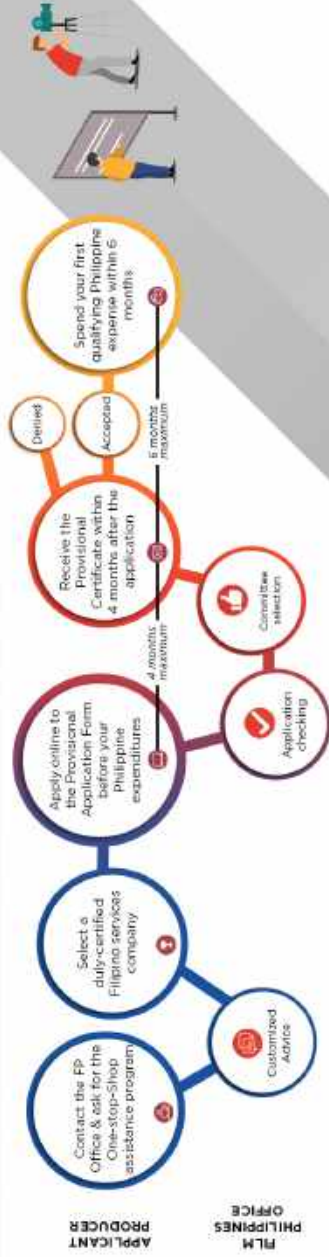 APPLICANT
PRODUCER
FILM
PHILIPPINES
OFFICE
Contact the FP
Office & ask for the
One-stop-Shop
assistance program
Customized
Advice
Select a
duly-certified
Filipino services
company
Apply online to
the Provisional
Application Form
before your
Philippine
expenditures
Application
checking
Committee
selection
4 months
maximum
Receive the
Provisional
Certificate within
4 months after the
application
Denied
Accepted
6 months
maximum
Spend your first
qualifying Philippine
expense within 6
months